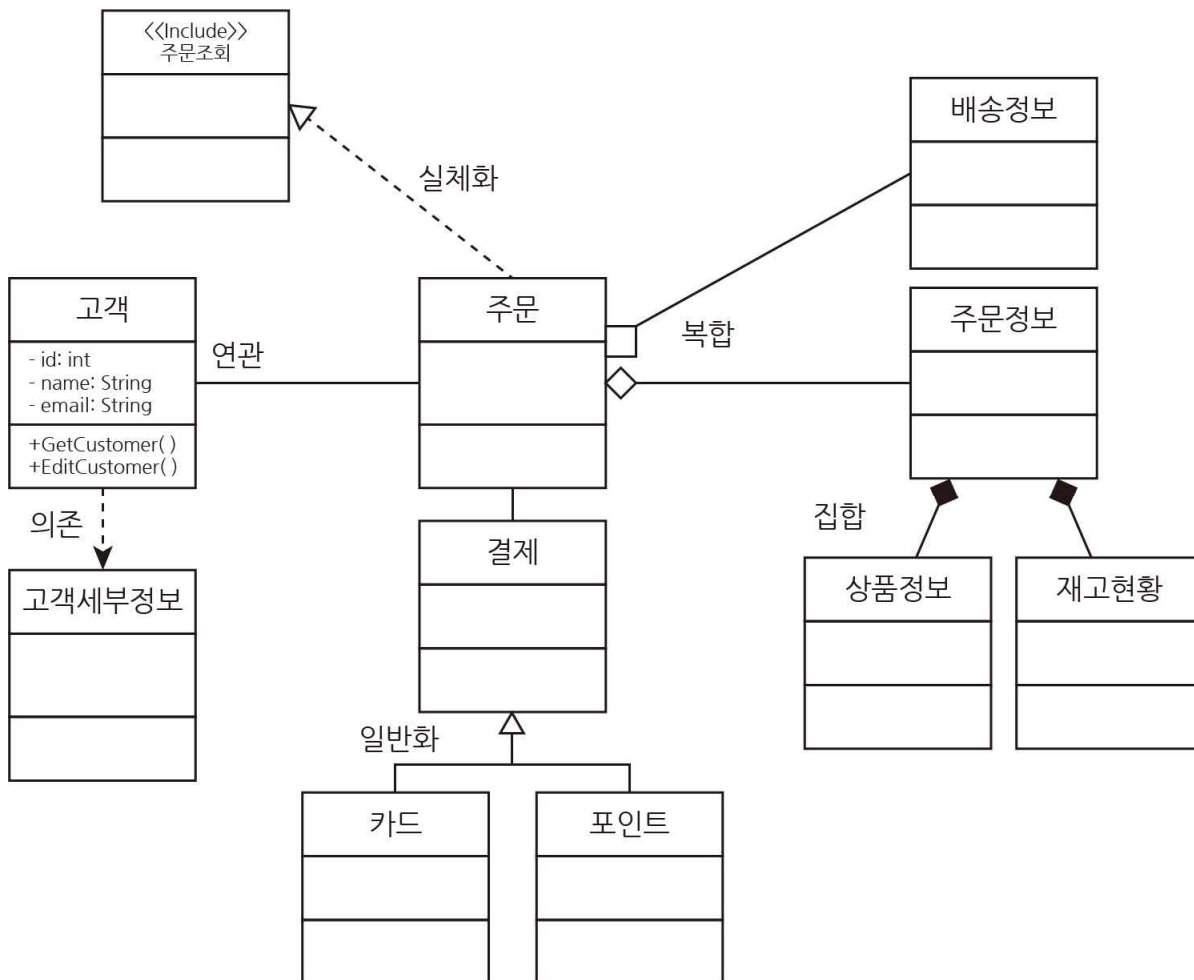 <<Include>>
주문조회
배송정보
실체화
고객
- id: int
- name: String
- email: String
+GetCustomer( )
+EditCustomer( )
연관
주문
복합
주문정보
의존
고객세부정보
결제
집합
상품정보
재고현황
일반화
카드
포인트